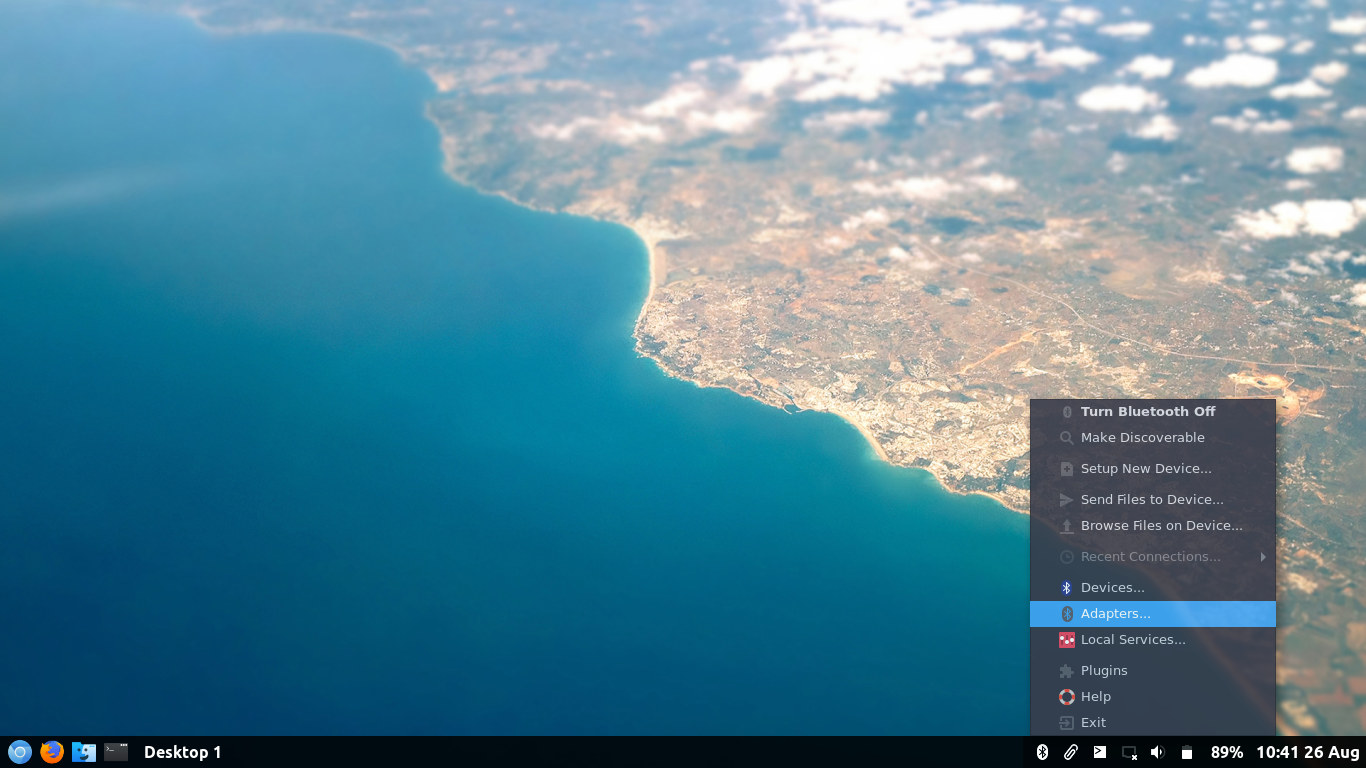 Turn Bluetooth Off
Make Discoverable
Setup New Device...
Send Files to Device...
Browse Files on Device...
Recent Connections...
Devices...
Adapters...
Local Services...
Plugins
Help
Exit
Desktop 1 89% 10:41 26 Aug